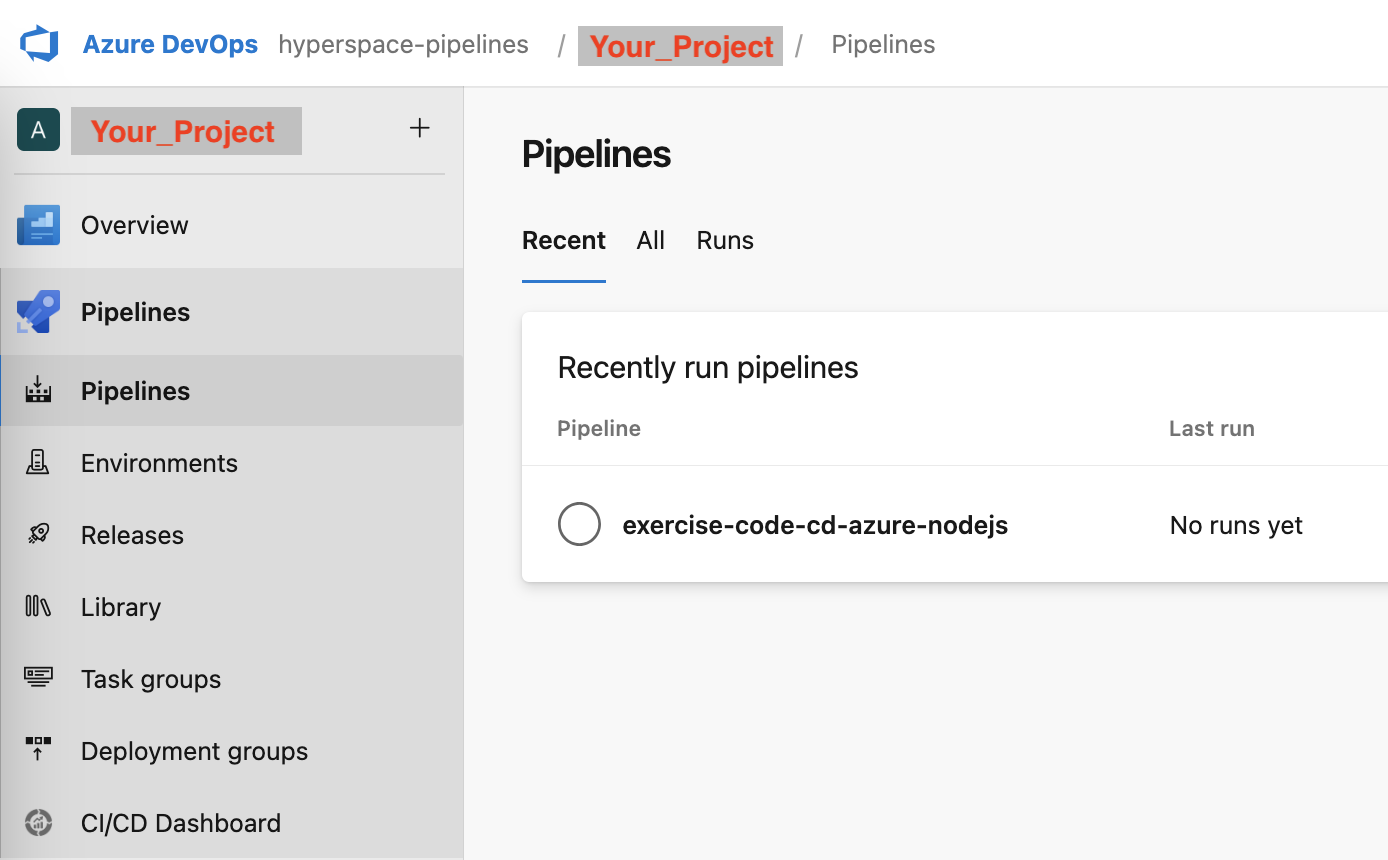 Azure DevOps hyperspace-pipelines / Your_Project / Pipelines
A Your_Project +
Overview
Pipelines
Pipelines
Environments
Releases
Library
Task groups
Deployment groups
CI/CD Dashboard
Pipelines
Recent All Runs
Recently run pipelines
Pipeline Last run
exercise-code-cd-azure-nodejs No runs yet